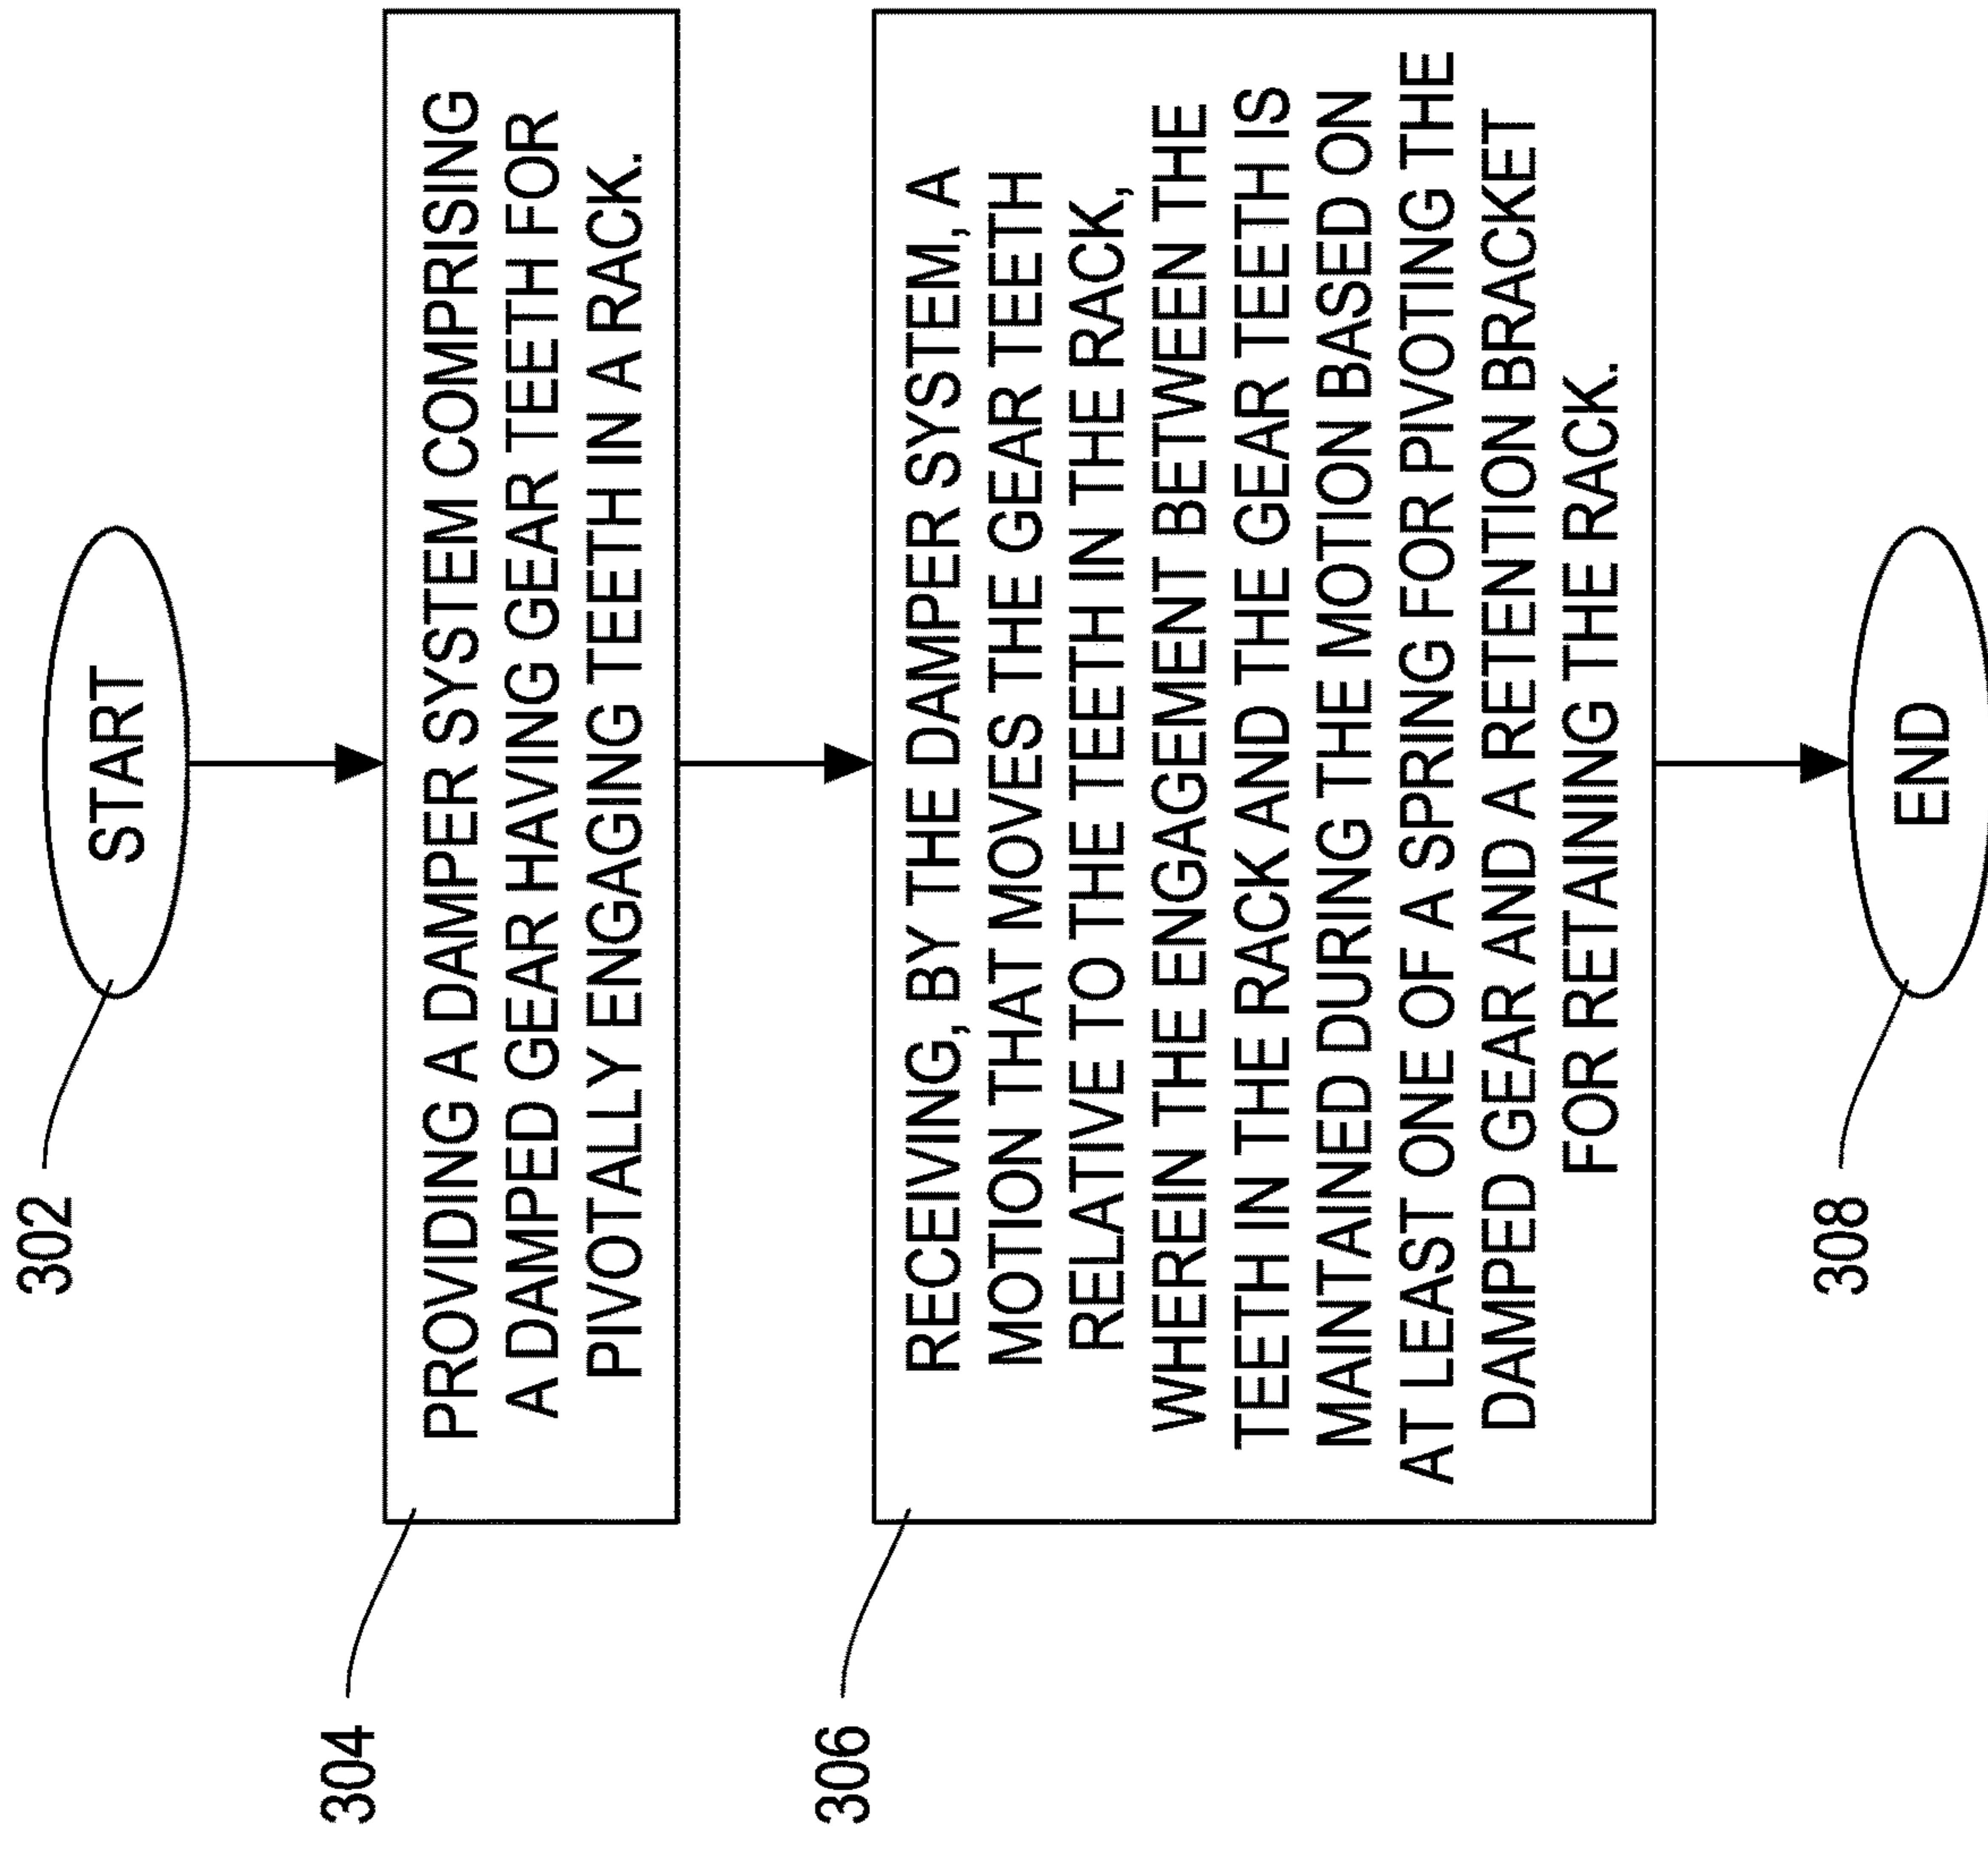 302
START
304
PROVIDING A DAMPER SYSTEM COMPRISING
A DAMPED GEAR HAVING GEAR TEETH FOR
PIVOTALLY ENGAGING TEETH IN A RACK.
306
RECEIVING, BY THE DAMPER SYSTEM, A
MOTION THAT MOVES THE GEAR TEETH
RELATIVE TO THE TEETH IN THE RACK,
WHEREIN THE ENGAGEMENT BETWEEN THE
TEETH IN THE RACK AND THE GEAR TEETH IS
MAINTAINED DURING THE MOTION BASED ON
AT LEAST ONE OF A SPRING FOR PIVOTING THE
DAMPED GEAR AND A RETENTION BRACKET
FOR RETAINING THE RACK.
308
END